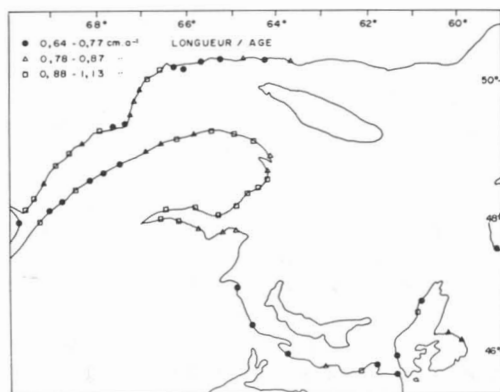 68° 66° 64° 62° 60°
● 0,64 - 0,77 cm.a⁻¹ LONGUEUR / AGE
△ 0,78 - 0,87 "
□ 0,88 - 1,13 "
50°
48°
46°